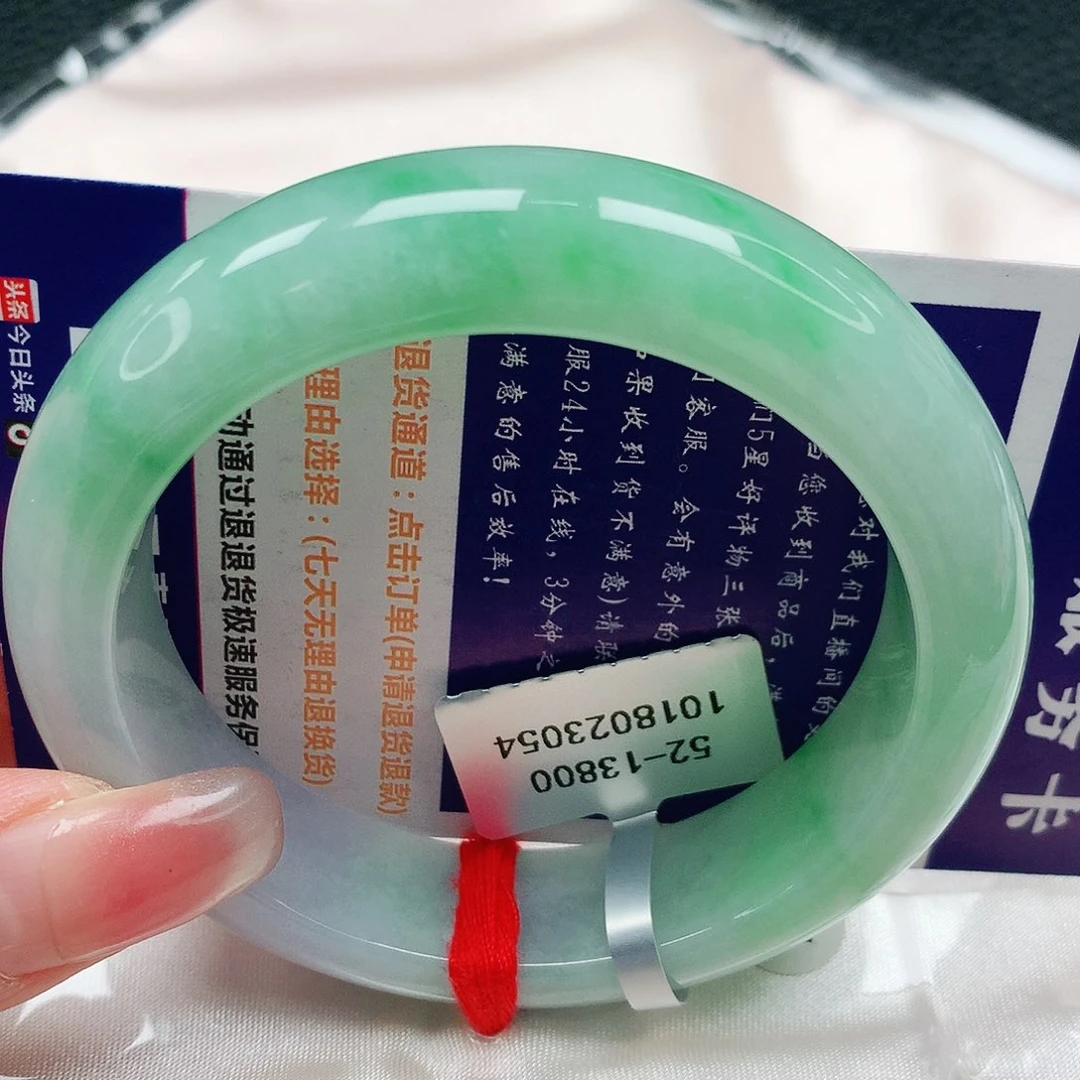 头条
今日头条
对我们直播间的
您收到商品后,
们5星好评物三张
客服。会有意外的
果收到货不满意)请联
服24小时在线,3分钟之
满意的售后效率!
退货通道:点击订单(申请退货退款)
理由选择:(七天无理由退换货)
动通过退退货极速服务保
1018023054
52-13800
卡